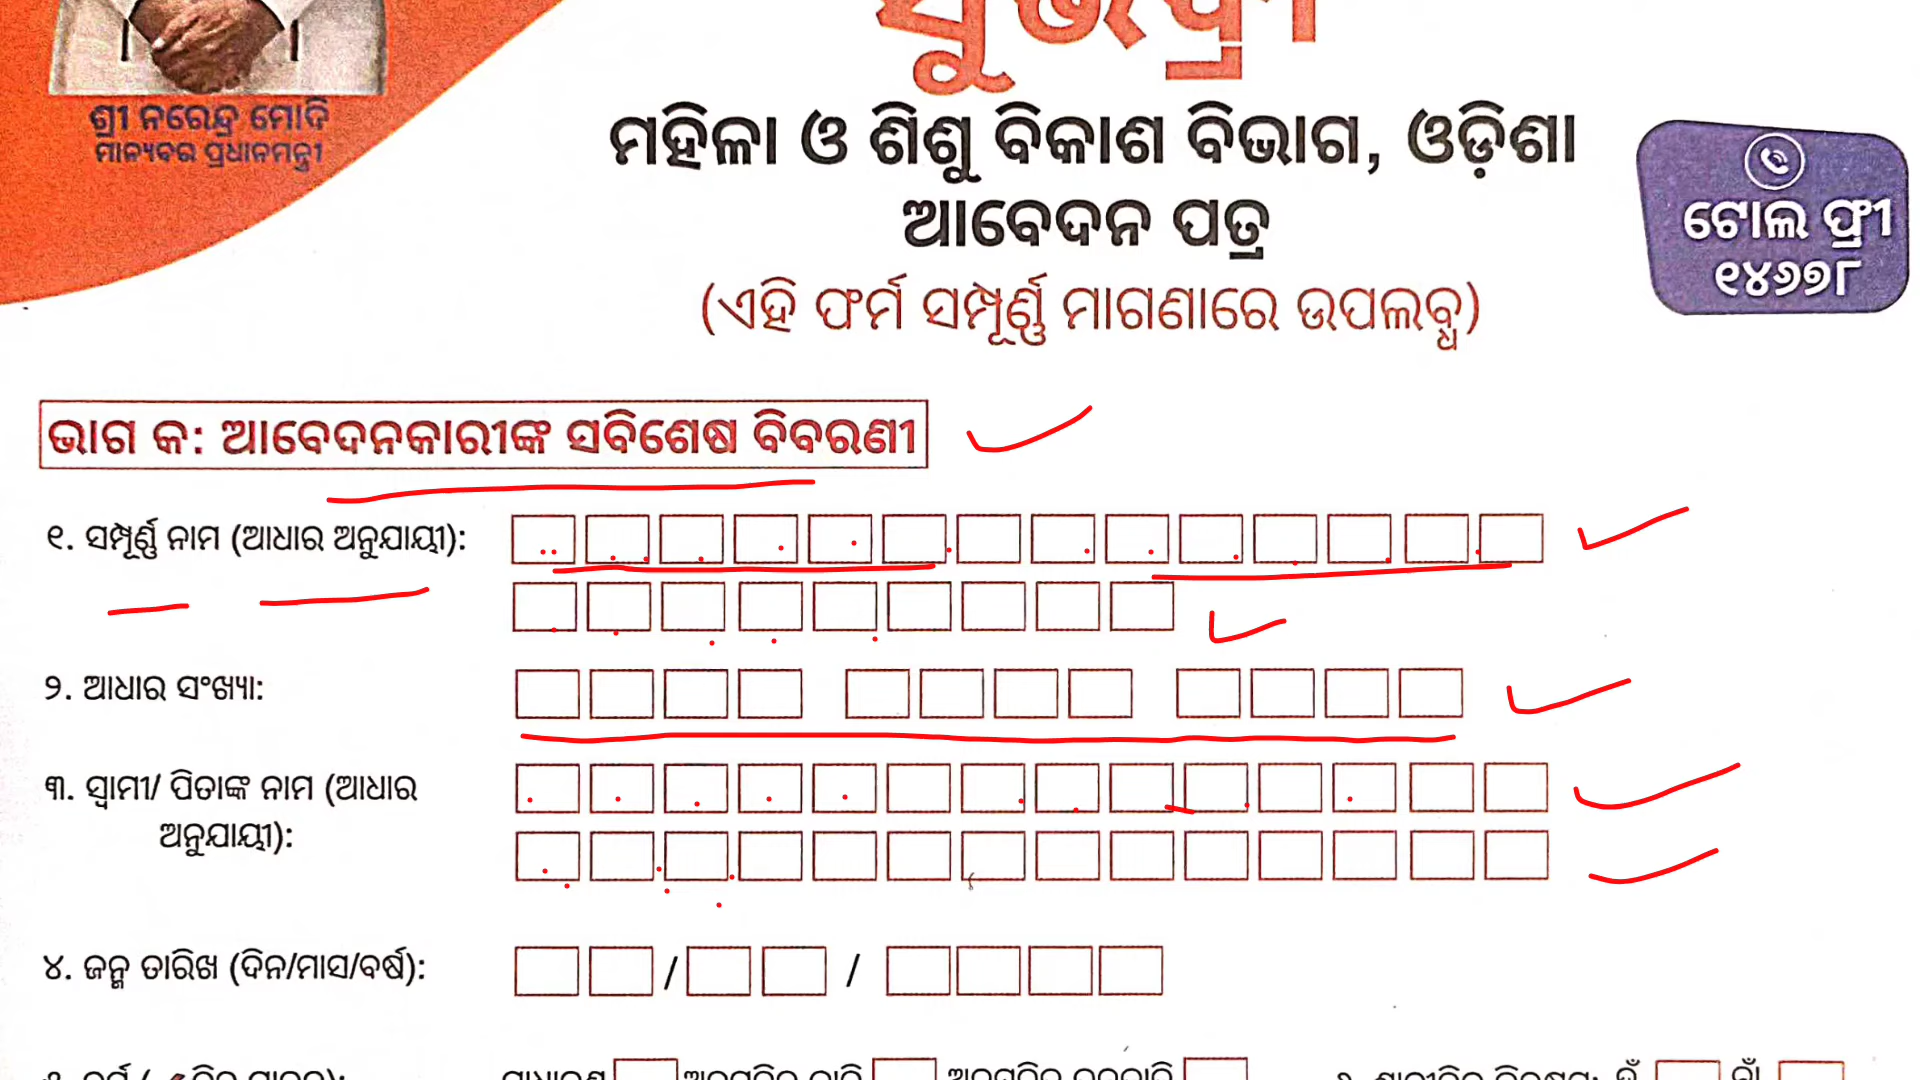 ଶ୍ରୀ ନରେନ୍ଦ୍ର ମୋଦି
ମାନ୍ୟବର ପ୍ରଧାନମନ୍ତ୍ରୀ
ମହିଳା ଓ ଶିଶୁ ବିକାଶ ବିଭାଗ, ଓଡ଼ିଶା
ଆବେଦନ ପତ୍ର
(ଏହି ଫର୍ମ ସମ୍ପୂର୍ଣ୍ଣ ମାଗଣାରେ ଉପଲବ୍ଧ)
ଟୋଲ ଫ୍ରୀ
୧୪୬୭୮
ଭାଗ କ: ଆବେଦନକାରୀଙ୍କ ସବିଶେଷ ବିବରଣୀ
୧. ସମ୍ପୂର୍ଣ୍ଣ ନାମ (ଆଧାର ଅନୁଯାୟୀ):
୨. ଆଧାର ସଂଖ୍ୟା:
୩. ସ୍ୱାମୀ/ ପିତାଙ୍କ ନାମ (ଆଧାର
ଅନୁଯାୟୀ):
୪. ଜନ୍ମ ତାରିଖ (ଦିନ/ମାସ/ବର୍ଷ):
/ /